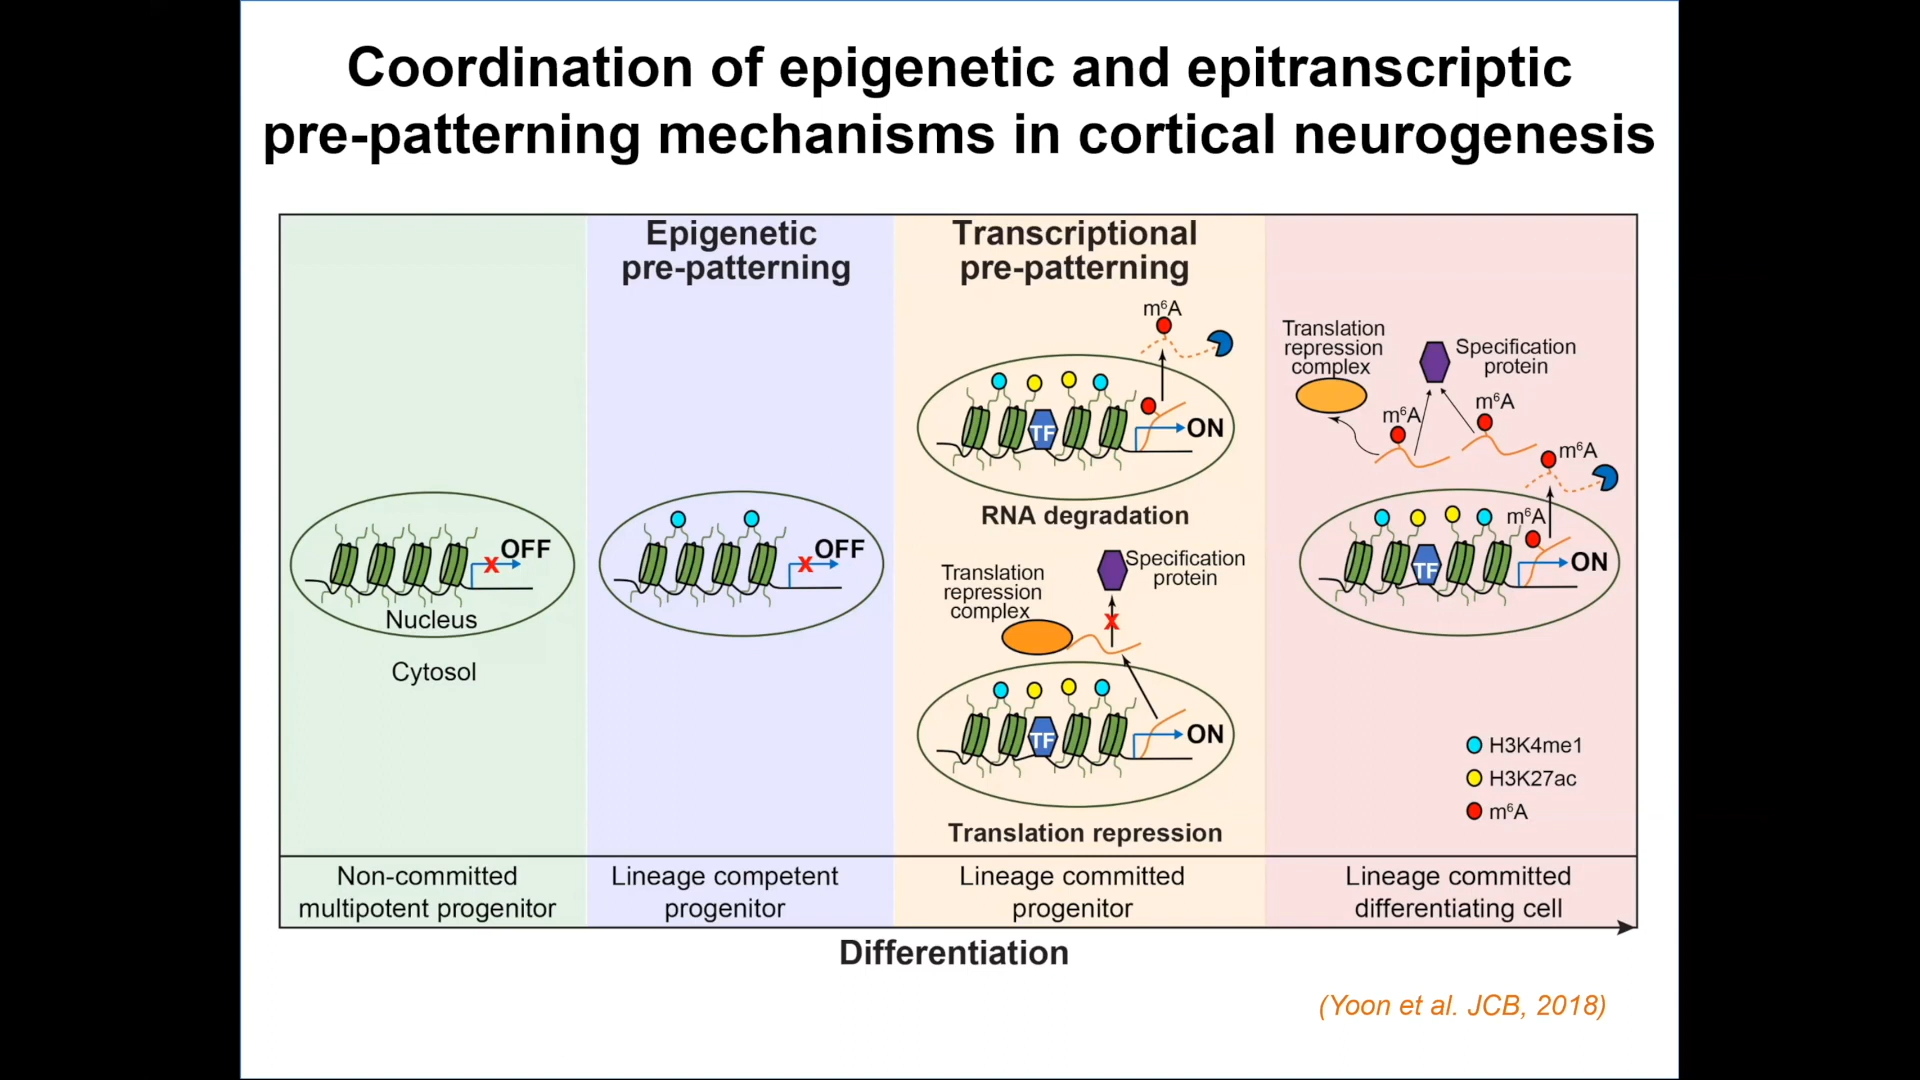 Coordination of epigenetic and epitranscriptic
pre-patterning mechanisms in cortical neurogenesis
Epigenetic
pre-patterning
Transcriptional
pre-patterning
OFF
Nucleus
Cytosol
OFF
m⁶A
TF
ON
RNA degradation
Specification
protein
Translation
repression
complex
X
TF
ON
Translation repression
Translation
repression
complex
Specification
protein
m⁶A
m⁶A
m⁶A
m⁶A
TF
ON
H3K4me1
H3K27ac
m⁶A
Non-committed
multipotent progenitor
Lineage competent
progenitor
Lineage committed
progenitor
Lineage committed
differentiating cell
Differentiation
(Yoon et al. JCB, 2018)